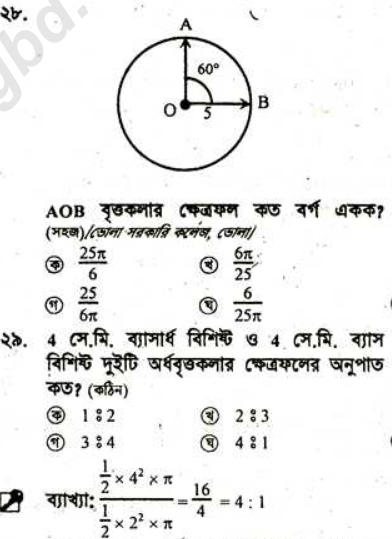 gbd.
২৮.
A
60°
O 5 B
AOB বৃত্তকলার ক্ষেত্রফল কত বর্গ একক?
(সহজ) [ভোলা সরকারি কলেজ, ভোলা]
ক 25π/6 খ 6π/25
গ 25/6π ঘ 6/25π
২৯. 4 সে.মি. ব্যাসার্ধ বিশিষ্ট ও 4 সে.মি. ব্যাস
বিশিষ্ট দুইটি অর্ধবৃত্তকলার ক্ষেত্রফলের অনুপাত
কত? (কঠিন)
ক 1 ঃ 2 খ 2 ঃ 3
গ 3 ঃ 4 ঘ 4 ঃ 1
ব্যাখ্যা: (1/2 × 4² × π)/(1/2 × 2² × π) = 16/4 = 4 : 1